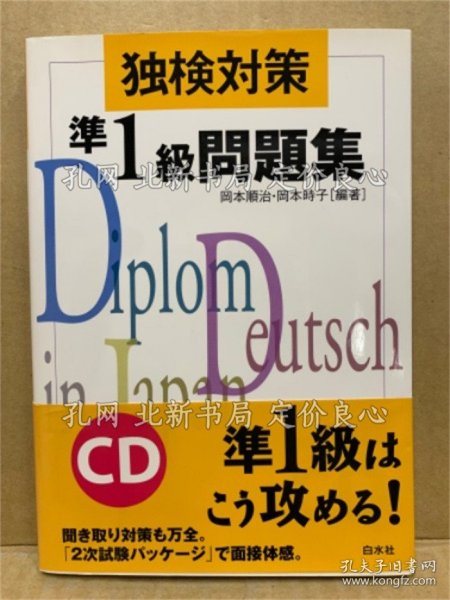 独検対策
準1級問題集
孔网 北新书局 定价良心
岡本順治・岡本時子[編著]
Diplom
Deutsch
in Japan
孔网 北新书局 定价良心
CD
準1級は
こう攻める!
聞き取り対策も万全。
「2次試験パッケージ」で面接体感。
白水社
孔夫子旧书网
www.kongfz.com